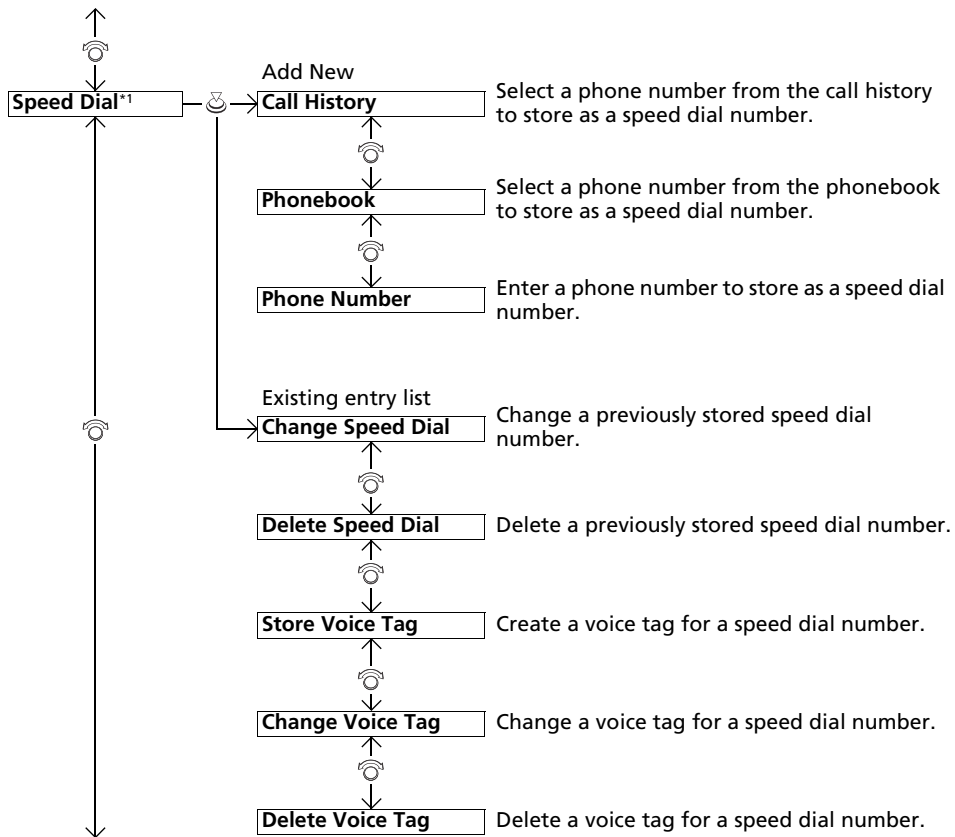 Add New
Speed Dial*1
Call History
Select a phone number from the call history
to store as a speed dial number.
Phonebook
Select a phone number from the phonebook
to store as a speed dial number.
Phone Number
Enter a phone number to store as a speed dial
number.
Existing entry list
Change Speed Dial
Change a previously stored speed dial
number.
Delete Speed Dial
Delete a previously stored speed dial number.
Store Voice Tag
Create a voice tag for a speed dial number.
Change Voice Tag
Change a voice tag for a speed dial number.
Delete Voice Tag
Delete a voice tag for a speed dial number.